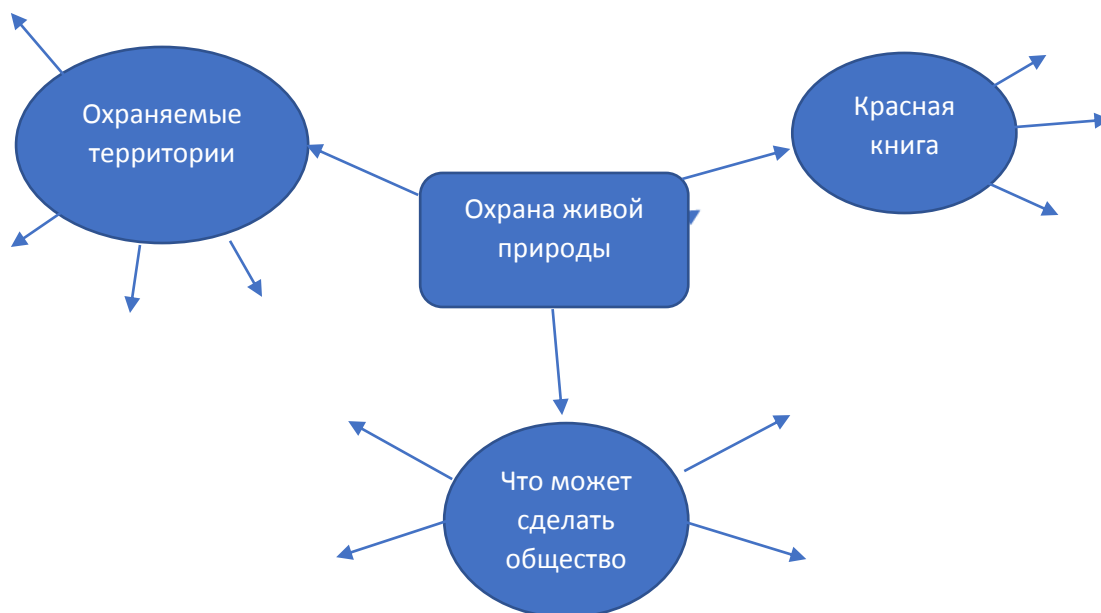 Охраняемые
территории
Красная
книга
Охрана живой
природы
Что может
сделать
общество